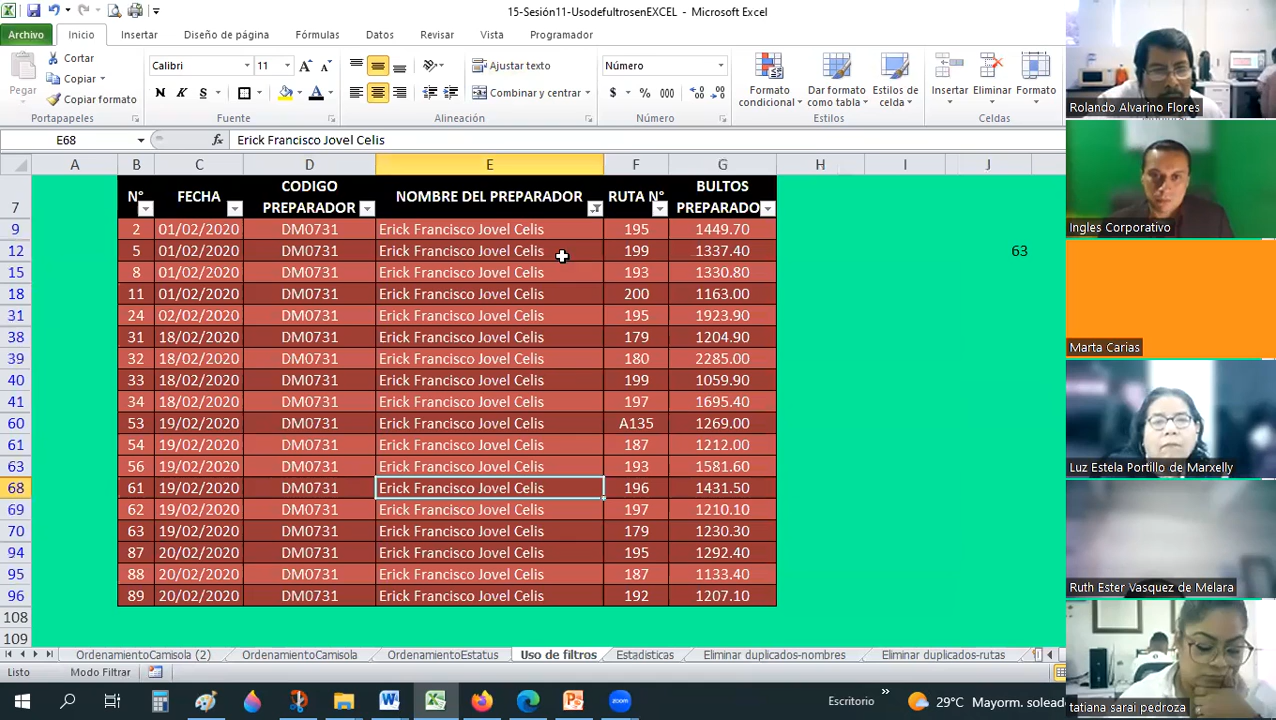 15-Sesión11-UsodefultrosenEXCEL - Microsoft Excel
Archivo Inicio Insertar Diseño de página Fórmulas Datos Revisar Vista Programador
Pegar
Cortar
Copiar
Copiar formato
Portapapeles
Calibri 11
N K S
Fuente
Ajustar texto
Combinar y centrar
Alineación
Número
$ % 000
Número
Formato condicional
Dar formato como tabla
Estilos de celda
Estilos
Insertar Eliminar Formato
Celdas
E68 fx Erick Francisco Jovel Celis
A B C D E F G H I J
7 N° FECHA CODIGO PREPARADOR NOMBRE DEL PREPARADOR RUTA N° BULTOS PREPARADO
9 2 01/02/2020 DM0731 Erick Francisco Jovel Celis 195 1449.70
12 5 01/02/2020 DM0731 Erick Francisco Jovel Celis 199 1337.40 63
15 8 01/02/2020 DM0731 Erick Francisco Jovel Celis 193 1330.80
18 11 01/02/2020 DM0731 Erick Francisco Jovel Celis 200 1163.00
31 24 02/02/2020 DM0731 Erick Francisco Jovel Celis 195 1923.90
38 31 18/02/2020 DM0731 Erick Francisco Jovel Celis 179 1204.90
39 32 18/02/2020 DM0731 Erick Francisco Jovel Celis 180 2285.00
40 33 18/02/2020 DM0731 Erick Francisco Jovel Celis 199 1059.90
41 34 18/02/2020 DM0731 Erick Francisco Jovel Celis 197 1695.40
60 53 19/02/2020 DM0731 Erick Francisco Jovel Celis A135 1269.00
61 54 19/02/2020 DM0731 Erick Francisco Jovel Celis 187 1212.00
63 56 19/02/2020 DM0731 Erick Francisco Jovel Celis 193 1581.60
68 61 19/02/2020 DM0731 Erick Francisco Jovel Celis 196 1431.50
69 62 19/02/2020 DM0731 Erick Francisco Jovel Celis 197 1210.10
70 63 19/02/2020 DM0731 Erick Francisco Jovel Celis 179 1230.30
94 87 20/02/2020 DM0731 Erick Francisco Jovel Celis 195 1292.40
95 88 20/02/2020 DM0731 Erick Francisco Jovel Celis 187 1133.40
96 89 20/02/2020 DM0731 Erick Francisco Jovel Celis 192 1207.10
108
109
OrdenamientoCamisola (2) OrdenamientoCamisola OrdenamientoEstatus Uso de filtros Estadisticas Eliminar duplicados-nombres Eliminar duplicados-rutas
Listo Modo Filtrar
Escritorio » 29°C Mayorm. soleado
Rolando Alvarino Flores
Ingles Corporativo
Marta Carias
Luz Estela Portillo de Marxelly
Ruth Ester Vasquez de Melara
tatiana sarai pedroza